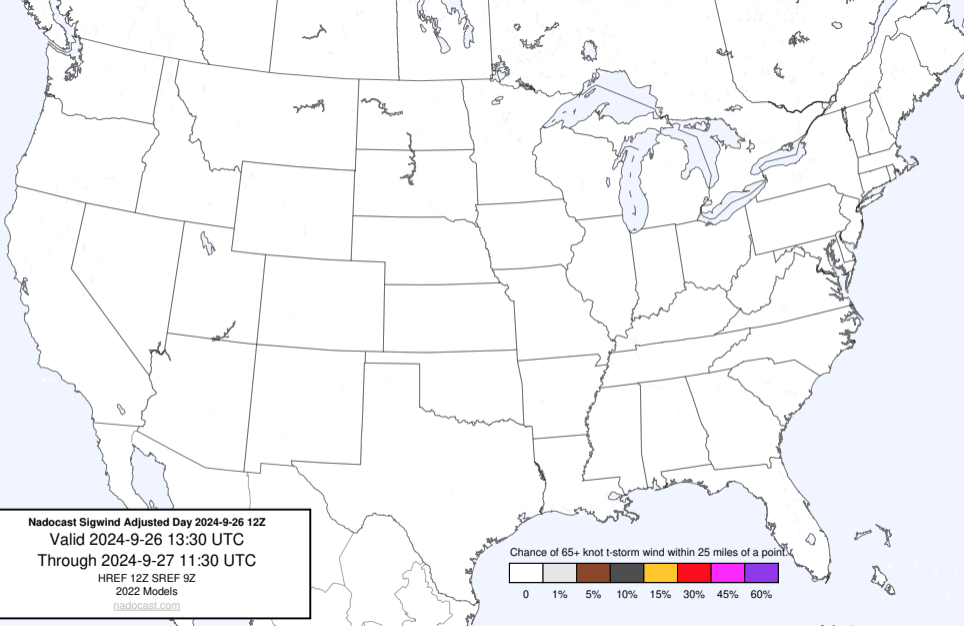 Nadocast Sigwind Adjusted Day 2024-9-26 12Z
Valid 2024-9-26 13:30 UTC
Through 2024-9-27 11:30 UTC
HREF 12Z SREF 9Z
2022 Models
nadocast.com
Chance of 65+ knot t-storm wind within 25 miles of a point.
0 1% 5% 10% 15% 30% 45% 60%